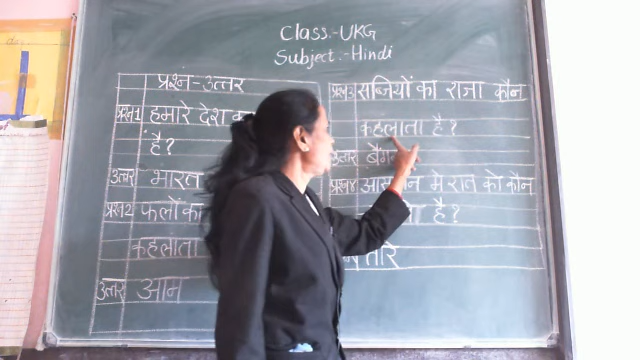 Class:-UKG
Subject:-Hindi
प्रश्न-उत्तर
प्रश्न1 हमारे देश का
है?
उत्तर भारत
प्रश्न2 फलों का
कहलाता
उत्तर आम
प्रश्न3 सब्जियों का राजा कौन
कहलाता है?
उत्तर बैंगन
प्रश्न4 में रात को कौन
है?
तारे